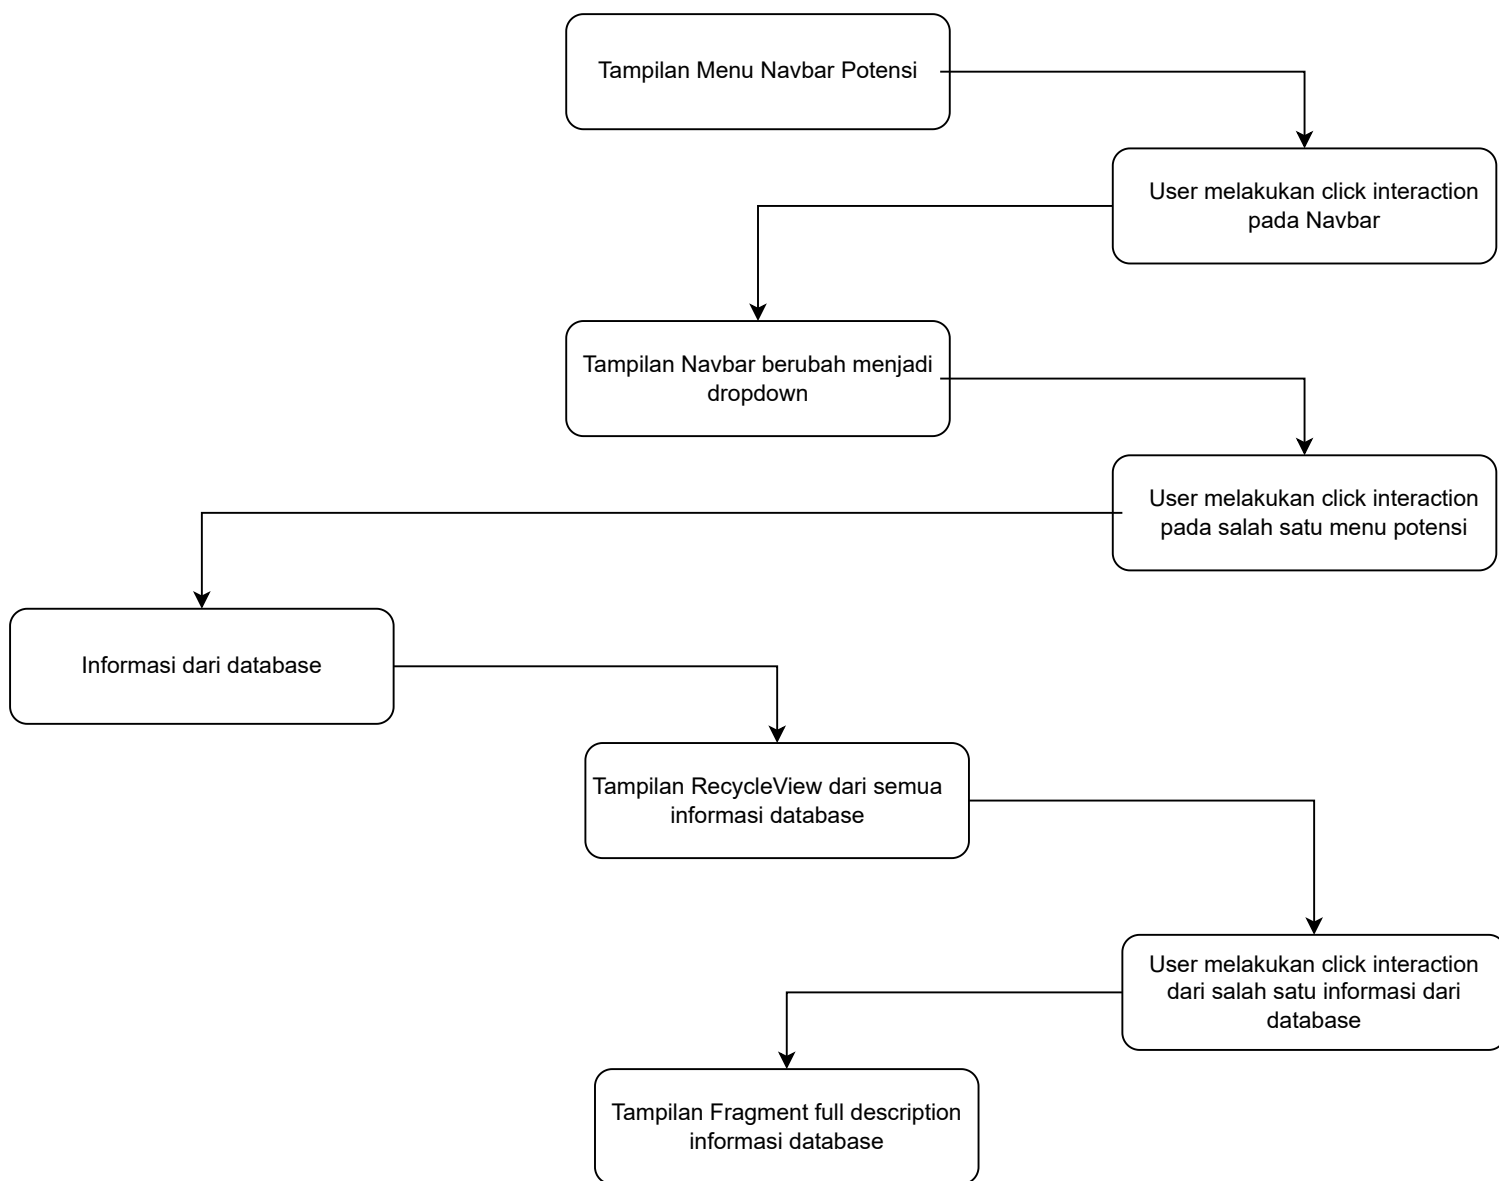 Tampilan Menu Navbar Potensi
User melakukan click interaction
pada Navbar
Tampilan Navbar berubah menjadi
dropdown
User melakukan click interaction
pada salah satu menu potensi
Informasi dari database
Tampilan RecycleView dari semua
informasi database
User melakukan click interaction
dari salah satu informasi dari
database
Tampilan Fragment full description
informasi database